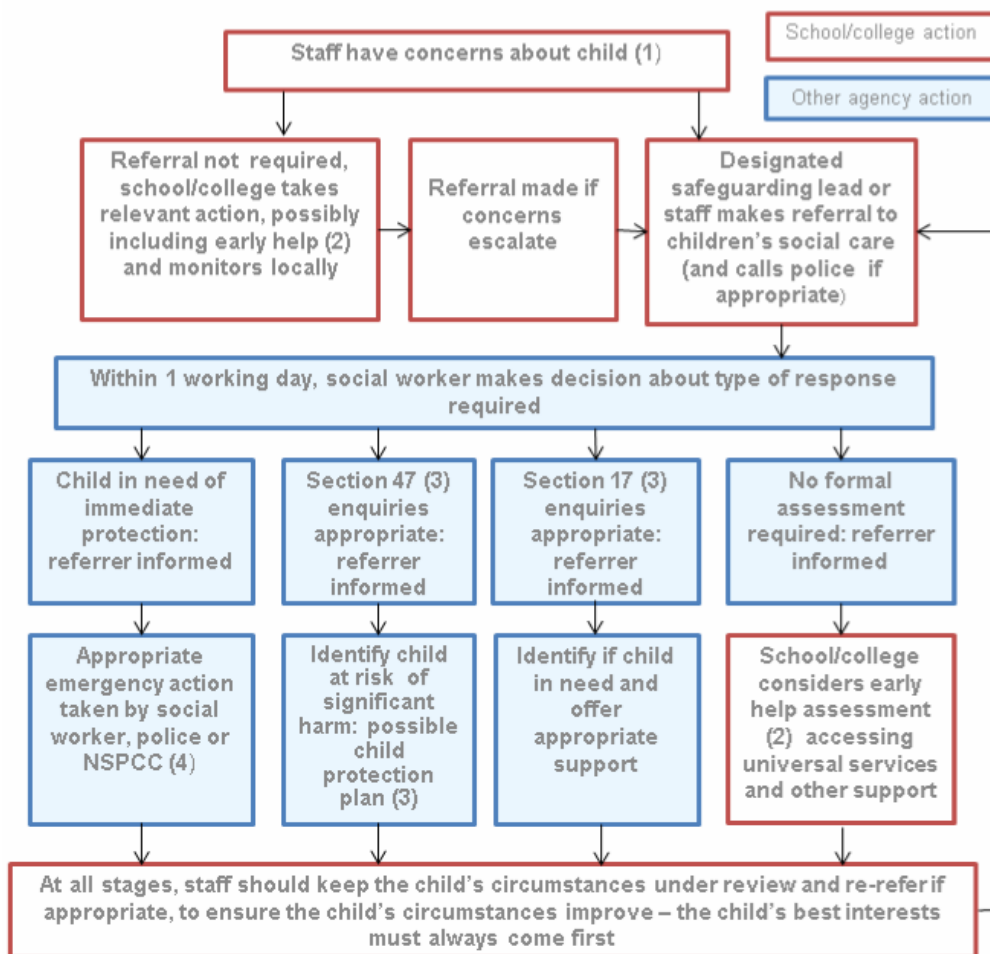 School/college action
Other agency action
Staff have concerns about child (1)
Referral not required,
school/college takes
relevant action, possibly
including early help (2)
and monitors locally
Referral made if
concerns
escalate
Designated
safeguarding lead or
staff makes referral to
children's social care
(and calls police if
appropriate)
Within 1 working day, social worker makes decision about type of response
required
Child in need of
immediate
protection:
referrer informed
Section 47 (3)
enquiries
appropriate:
referrer
informed
Section 17 (3)
enquiries
appropriate:
referrer
informed
No formal
assessment
required: referrer
informed
Appropriate
emergency action
taken by social
worker, police or
NSPCC (4)
Identify child
at risk of
significant
harm: possible
child
protection
plan (3)
Identify if child
in need and
offer
appropriate
support
School/college
considers early
help assessment
(2) accessing
universal services
and other support
At all stages, staff should keep the child's circumstances under review and re-refer if
appropriate, to ensure the child's circumstances improve – the child's best interests
must always come first